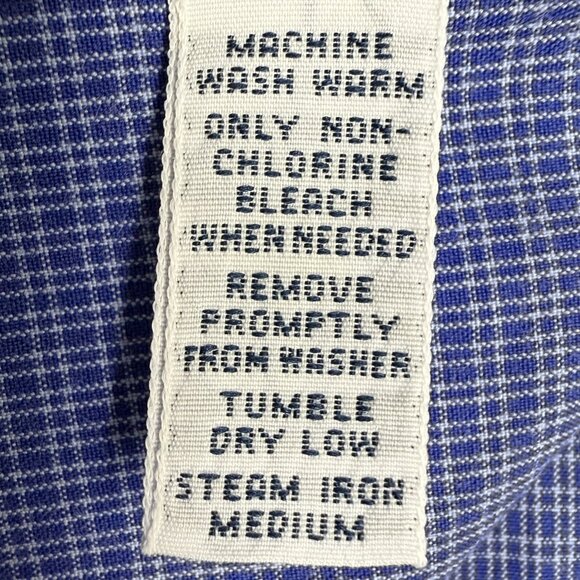 MACHINE
WASH WARM
ONLY NON-
CHLORINE
BLEACH
WHEN NEEDED
REMOVE
PROMPTLY
FROM WASHER
TUMBLE
DRY LOW
STEAM IRON
MEDIUM